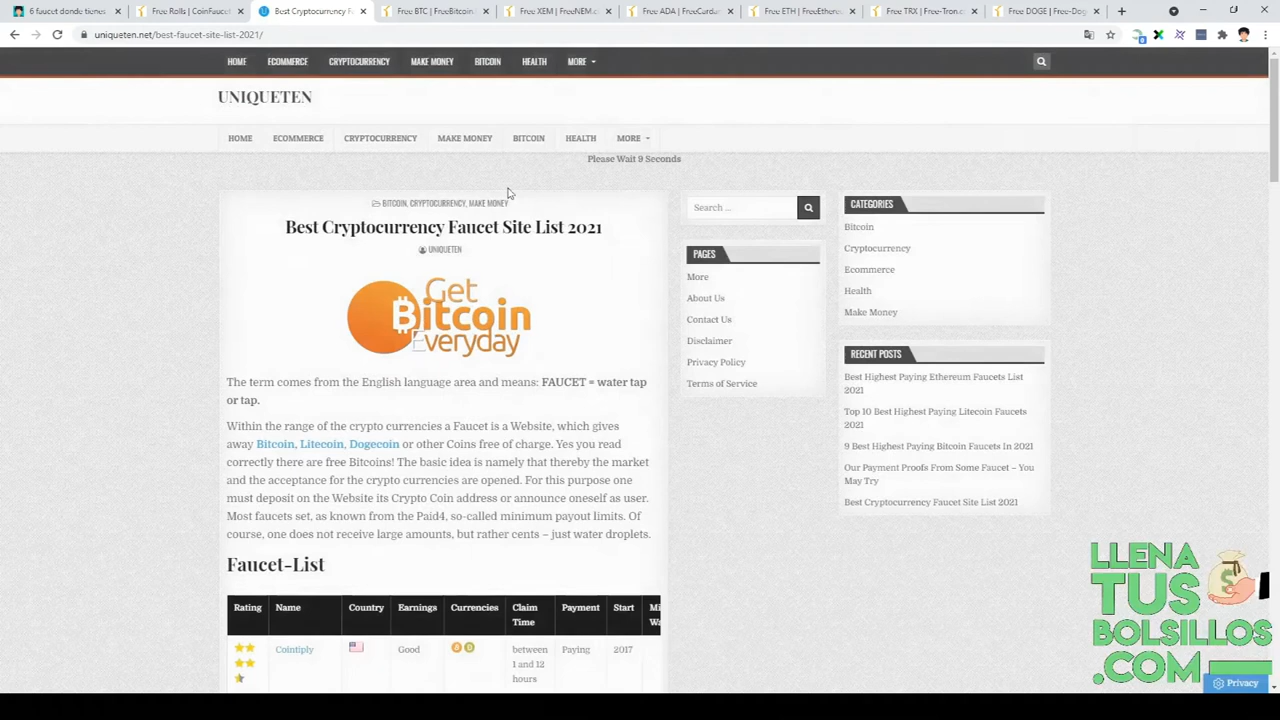 6 faucet donde tienes
Free Rolls | CoinFaucet
Best Cryptocurrency Fa
Free BTC | FreeBitcoin
Free XEM | FreeNEM.co
Free ADA | FreeCardan
Free ETH | FreeEthere
Free TRX | Free-Tron.c
Free DOGE | Free-Dog
uniqueten.net/best-faucet-site-list-2021/
HOME ECOMMERCE CRYPTOCURRENCY MAKE MONEY BITCOIN HEALTH MORE
UNIQUETEN
HOME ECOMMERCE CRYPTOCURRENCY MAKE MONEY BITCOIN HEALTH MORE
Please Wait 9 Seconds
BITCOIN, CRYPTOCURRENCY, MAKE MONEY
Best Cryptocurrency Faucet Site List 2021
UNIQUETEN
Get
Bitcoin
Everyday
The term comes from the English language area and means: FAUCET = water tap
or tap.
Within the range of the crypto currencies a Faucet is a Website, which gives
away Bitcoin, Litecoin, Dogecoin or other Coins free of charge. Yes you read
correctly there are free Bitcoins! The basic idea is namely that thereby the market
and the acceptance for the crypto currencies are opened. For this purpose one
must deposit on the Website its Crypto Coin address or announce oneself as user.
Most faucets set, as known from the Paid4, so-called minimum payout limits. Of
course, one does not receive large amounts, but rather cents – just water droplets.
Faucet-List
Rating Name Country Earnings Currencies Claim Time Payment Start Mi Wa
Cointiply Good between 1 and 12 hours Paying 2017
Search ...
PAGES
More
About Us
Contact Us
Disclaimer
Privacy Policy
Terms of Service
CATEGORIES
Bitcoin
Cryptocurrency
Ecommerce
Health
Make Money
RECENT POSTS
Best Highest Paying Ethereum Faucets List
2021
Top 10 Best Highest Paying Litecoin Faucets
2021
9 Best Highest Paying Bitcoin Faucets In 2021
Our Payment Proofs From Some Faucet – You
May Try
Best Cryptocurrency Faucet Site List 2021
LLENA
TUS
BOLSILLOS
.COM
Privacy